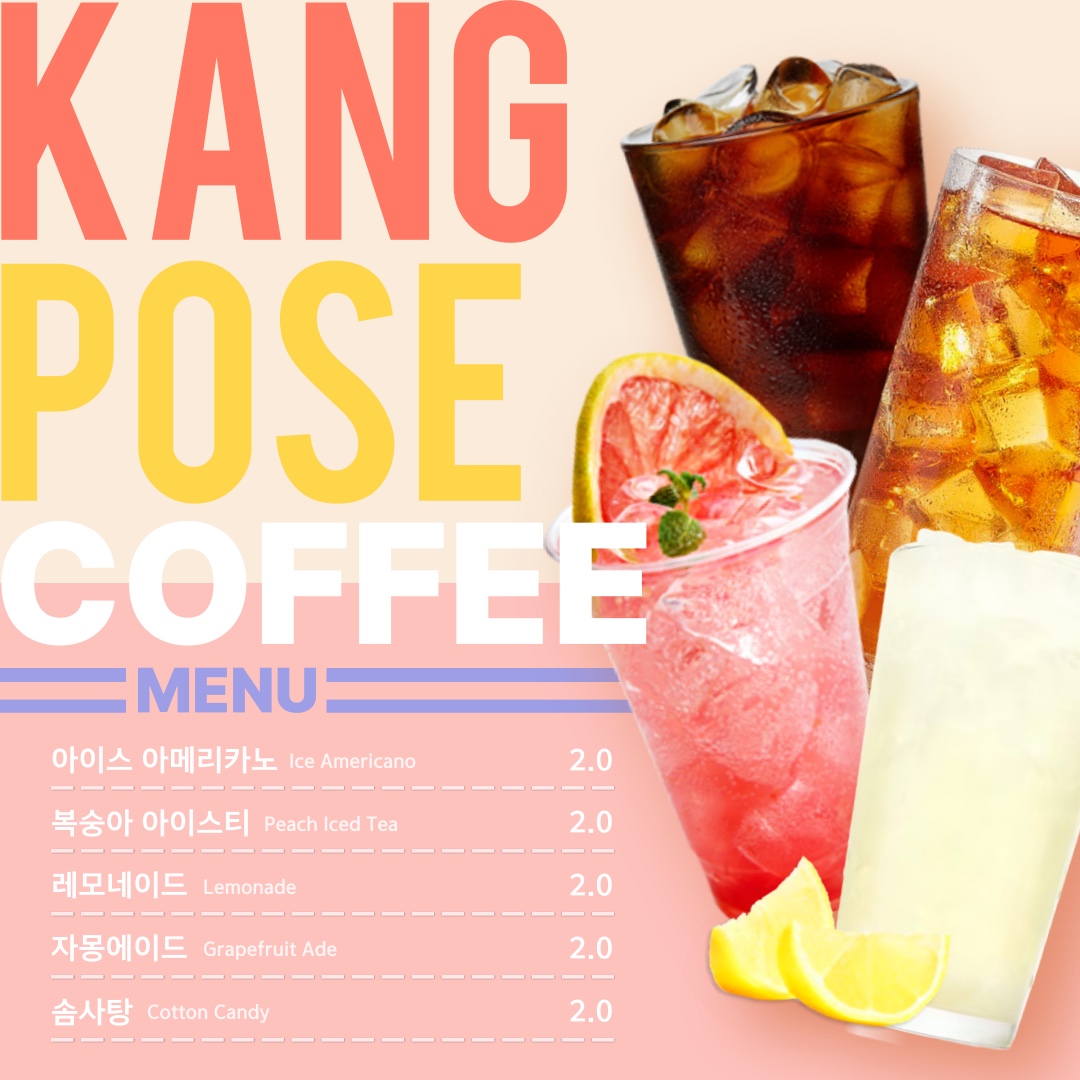 KANG
POSE
COFFEE
MENU
아이스 아메리카노 Ice Americano 2.0
복숭아 아이스티 Peach Iced Tea 2.0
레모네이드 Lemonade 2.0
자몽에이드 Grapefruit Ade 2.0
솜사탕 Cotton Candy 2.0